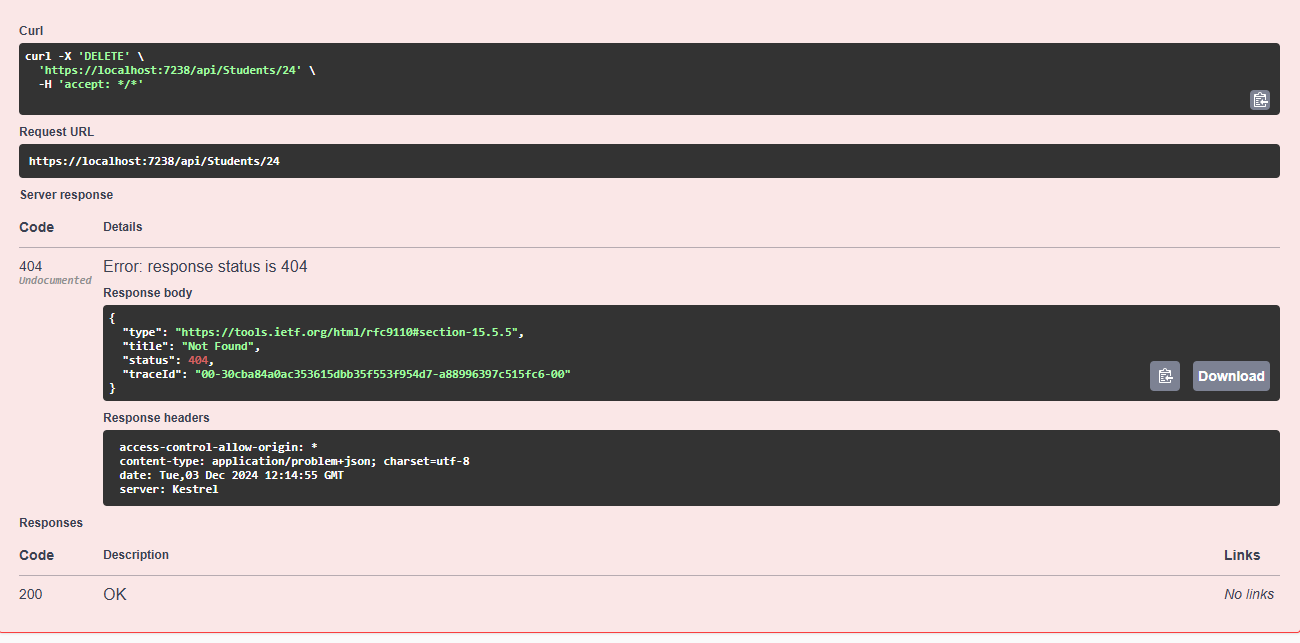 Curl
curl -X 'DELETE' \
'https://localhost:7238/api/Students/24' \
-H 'accept: */*'
Request URL
https://localhost:7238/api/Students/24
Server response
Code Details
404 Error: response status is 404
Undocumented
Response body
{
"type": "https://tools.ietf.org/html/rfc9110#section-15.5.5",
"title": "Not Found",
"status": 404,
"traceId": "00-30cba84a0ac353615dbb35f553f954d7-a88996397c515fc6-00"
}
Download
Response headers
access-control-allow-origin: *
content-type: application/problem+json; charset=utf-8
date: Tue,03 Dec 2024 12:14:55 GMT
server: Kestrel
Responses
Code Description Links
200 OK No links